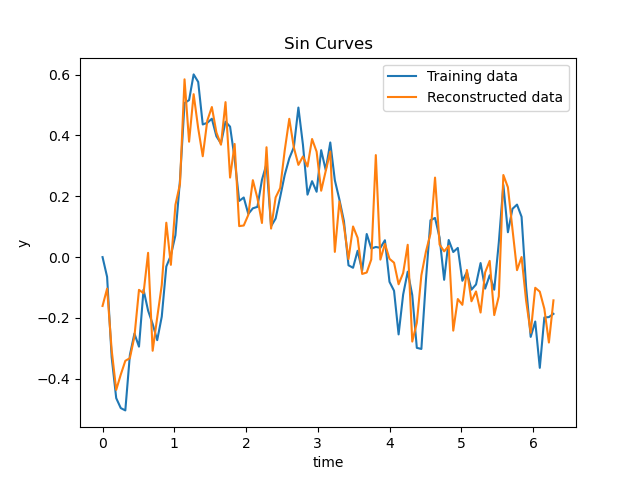 Sin Curves
Training data
Reconstructed data
0.6
0.4
0.2
0.0
−0.2
−0.4
y
0 1 2 3 4 5 6
time